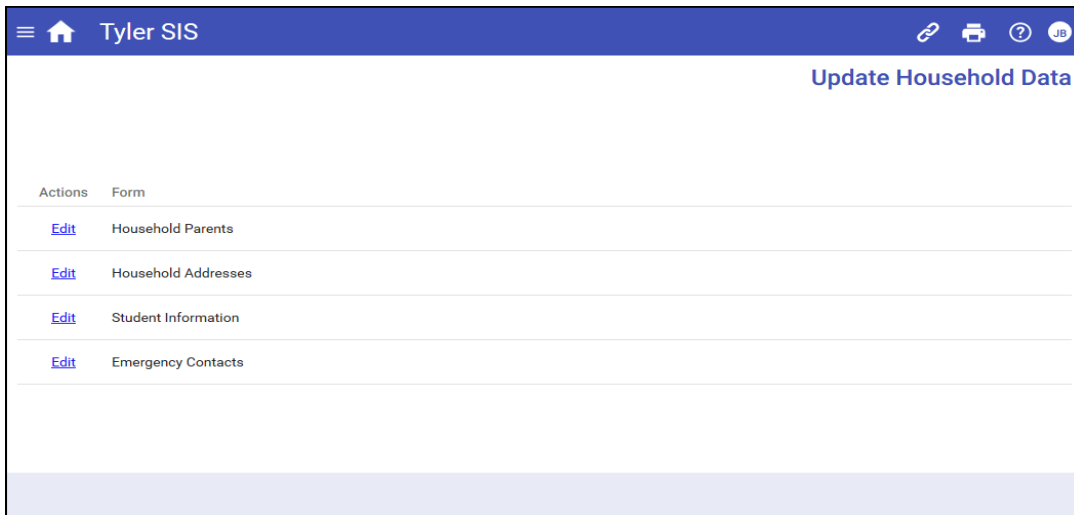 Tyler SIS
? JB
Update Household Data
Actions Form
Edit Household Parents
Edit Household Addresses
Edit Student Information
Edit Emergency Contacts